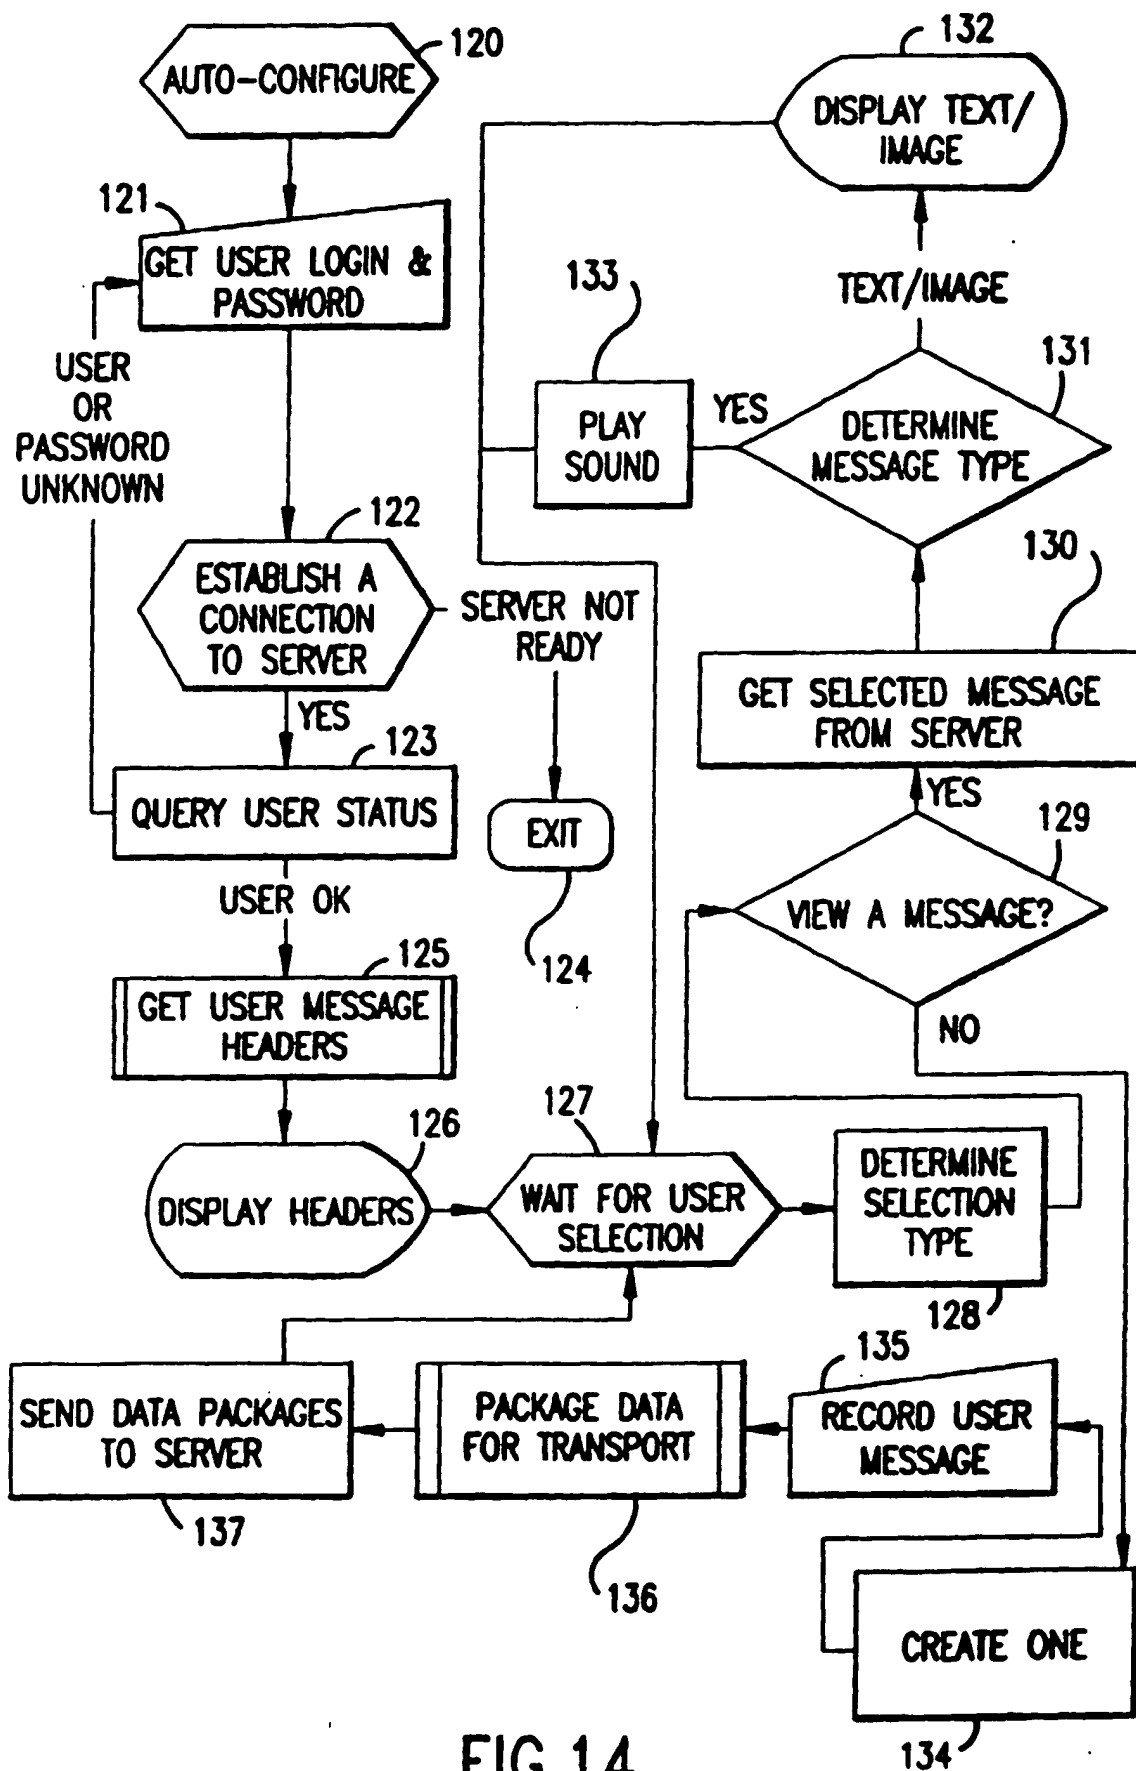 120
AUTO-CONFIGURE
121
GET USER LOGIN &
PASSWORD
USER
OR
PASSWORD
UNKNOWN
122
ESTABLISH A
CONNECTION
TO SERVER
SERVER NOT
READY
YES
123
QUERY USER STATUS
EXIT
124
USER OK
125
GET USER MESSAGE
HEADERS
126
DISPLAY HEADERS
127
WAIT FOR USER
SELECTION
DETERMINE
SELECTION
TYPE
128
129
VIEW A MESSAGE?
YES
NO
130
GET SELECTED MESSAGE
FROM SERVER
131
DETERMINE
MESSAGE TYPE
YES
133
PLAY
SOUND
TEXT/IMAGE
132
DISPLAY TEXT/
IMAGE
134
CREATE ONE
135
RECORD USER
MESSAGE
136
PACKAGE DATA
FOR TRANSPORT
137
SEND DATA PACKAGES
TO SERVER
FIG.14